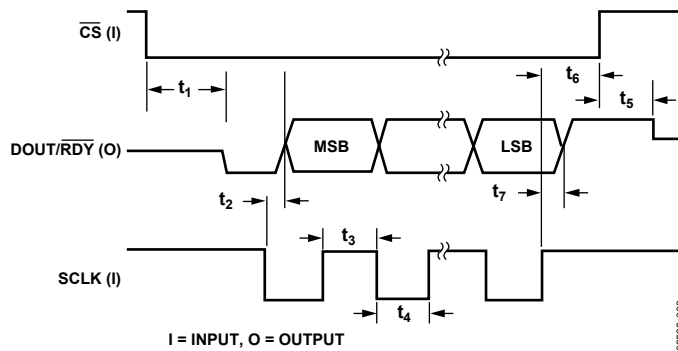 CS (I)
t6
t1
t5
DOUT/RDY (O)
MSB
LSB
t2
t7
t3
SCLK (I)
t4
I = INPUT, O = OUTPUT